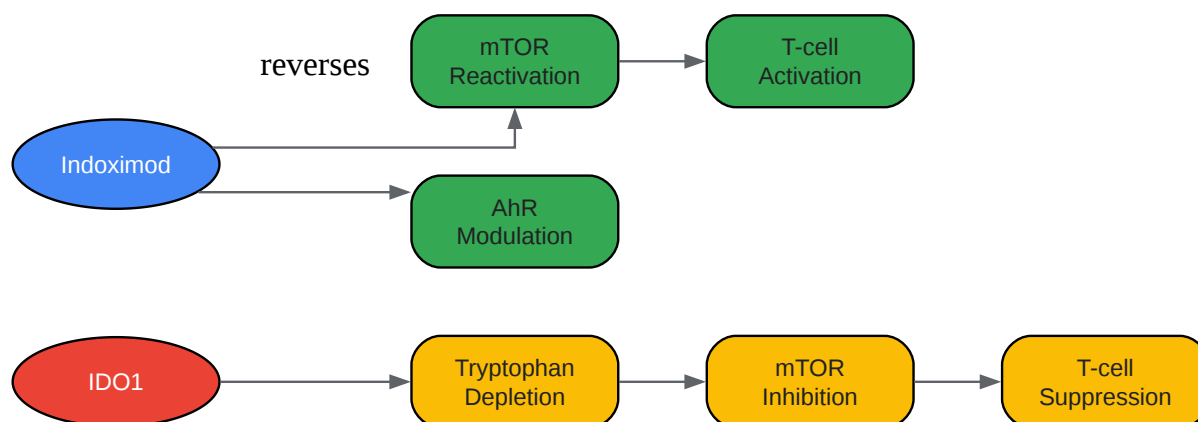 reverses
mTOR
Reactivation
T-cell
Activation
Indoximod
AhR
Modulation
IDO1
Tryptophan
Depletion
mTOR
Inhibition
T-cell
Suppression